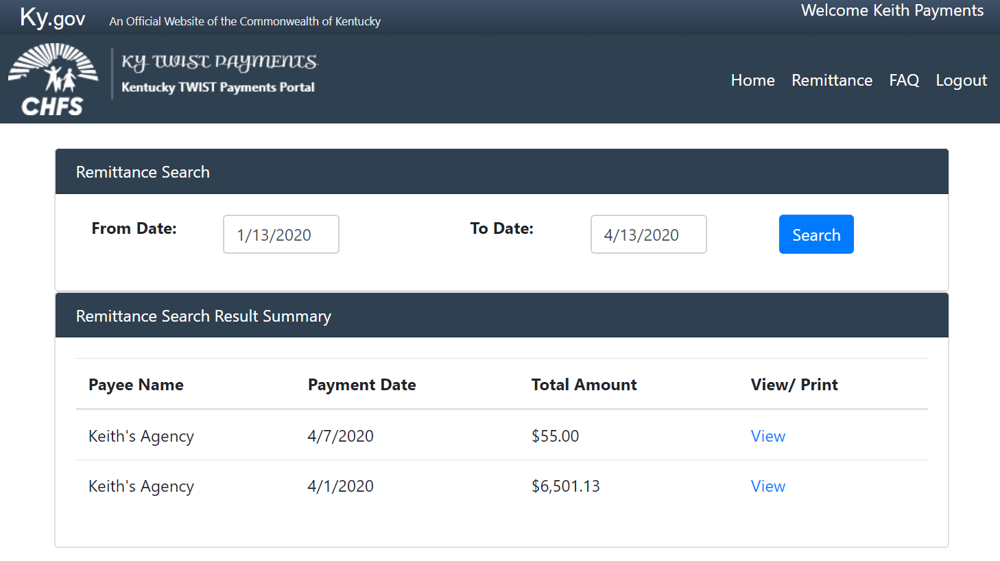 Ky.gov An Official Website of the Commonwealth of Kentucky Welcome Keith Payments
KY TWIST PAYMENTS
Kentucky TWIST Payments Portal
CHFS
Home Remittance FAQ Logout
Remittance Search
From Date: 1/13/2020 To Date: 4/13/2020 Search
Remittance Search Result Summary
Payee Name Payment Date Total Amount View/ Print
Keith's Agency 4/7/2020 $55.00 View
Keith's Agency 4/1/2020 $6,501.13 View